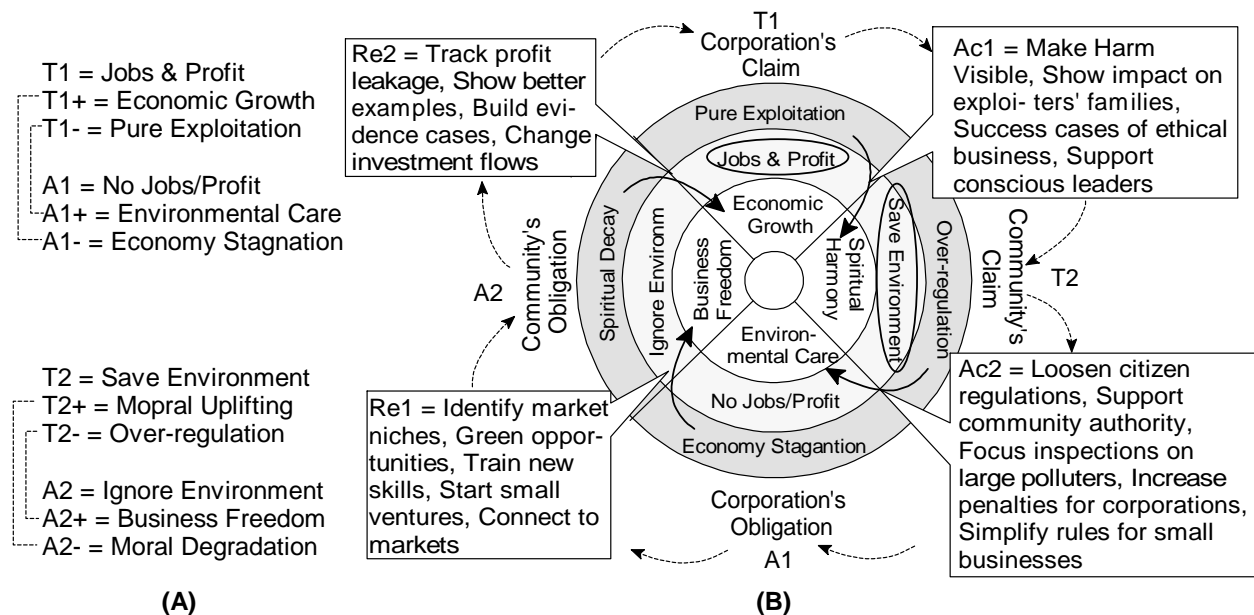 T1 = Jobs & Profit
T1+ = Economic Growth
T1- = Pure Exploitation
A1 = No Jobs/Profit
A1+ = Environmental Care
A1- = Economy Stagnation
T2 = Save Environment
T2+ = Mopral Uplifting
T2- = Over-regulation
A2 = Ignore Environment
A2+ = Business Freedom
A2- = Moral Degradation
(A)
T1
Corporation's
Claim
Re2 = Track profit
leakage, Show better
examples, Build evi-
dence cases, Change
investment flows
Ac1 = Make Harm
Visible, Show impact on
exploi- ters' families,
Success cases of ethical
business, Support
conscious leaders
Pure Exploitation
Jobs & Profit
Economic
Growth
Spiritual Decay
Ignore Environm
Business
Freedom
Spiritual
Harmony
Save Environment
Over-regulation
Environ-
mental Care
No Jobs/Profit
Economy Stagantion
A2
Community's
Obligation
Community's
Claim
T2
Re1 = Identify market
niches, Green oppor-
tunities, Train new
skills, Start small
ventures, Connect to
markets
Ac2 = Loosen citizen
regulations, Support
community authority,
Focus inspections on
large polluters, Increase
penalties for corporations,
Simplify rules for small
businesses
Corporation's
Obligation
A1
(B)